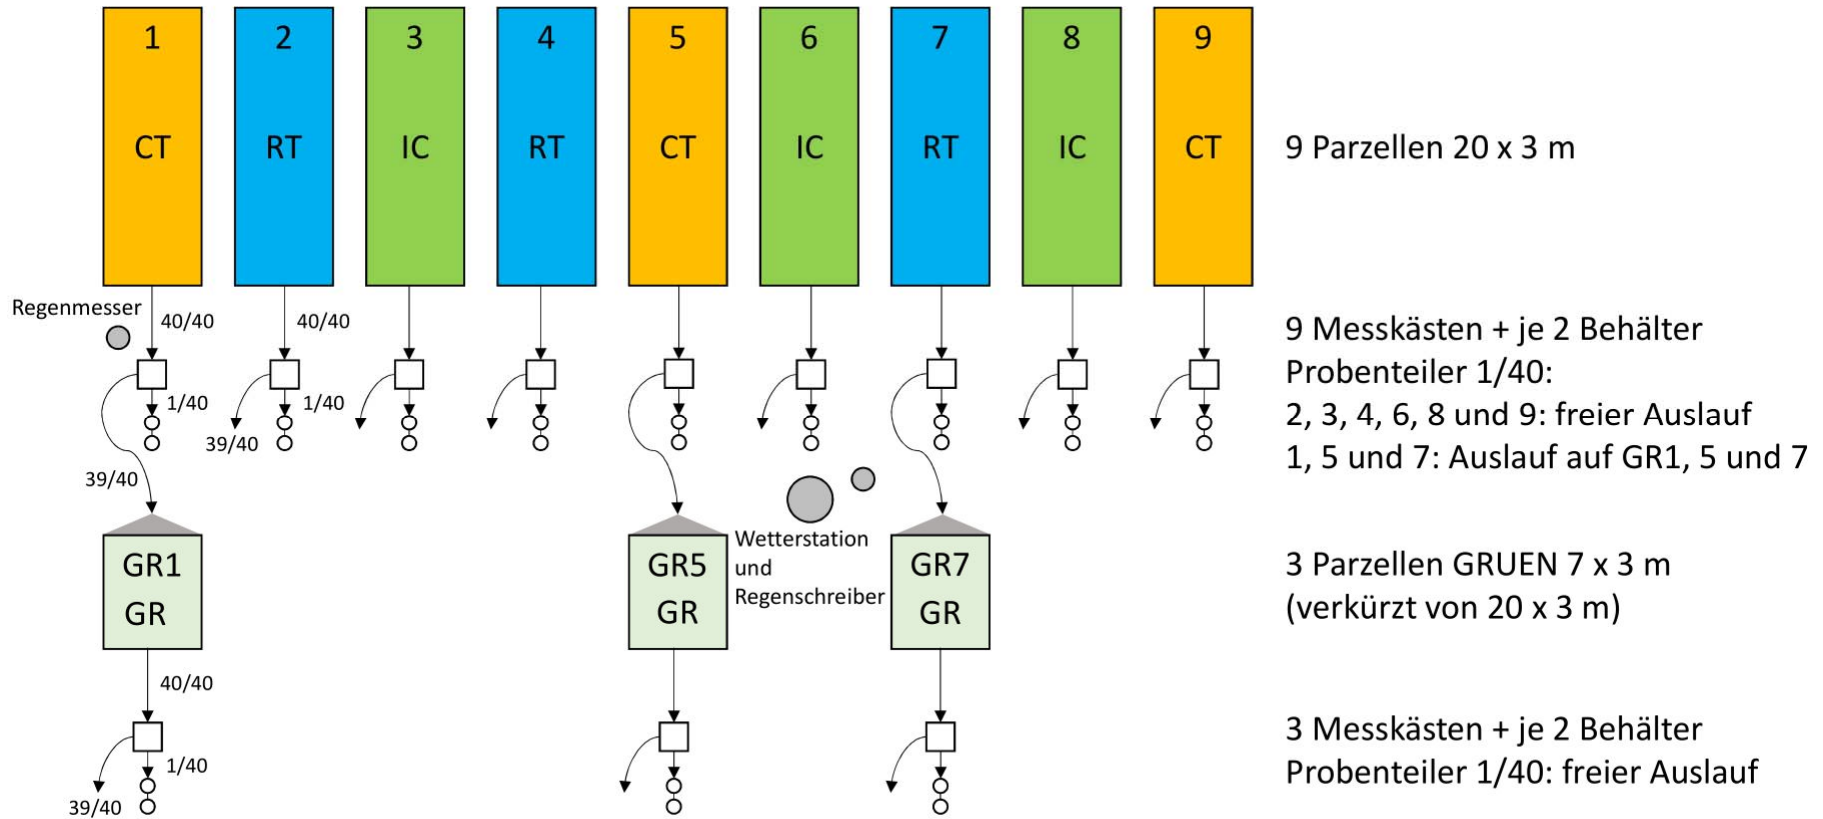 1 2 3 4 5 6 7 8 9
CT RT IC RT CT IC RT IC CT
9 Parzellen 20 x 3 m
Regenmesser
40/40
40/40
9 Messkästen + je 2 Behälter
Probenteiler 1/40:
2, 3, 4, 6, 8 und 9: freier Auslauf
1, 5 und 7: Auslauf auf GR1, 5 und 7
1/40
1/40
39/40
39/40
Wetterstation
und
Regenschreiber
GR1
GR
GR5
GR
GR7
GR
3 Parzellen GRUEN 7 x 3 m
(verkürzt von 20 x 3 m)
40/40
1/40
39/40
3 Messkästen + je 2 Behälter
Probenteiler 1/40: freier Auslauf